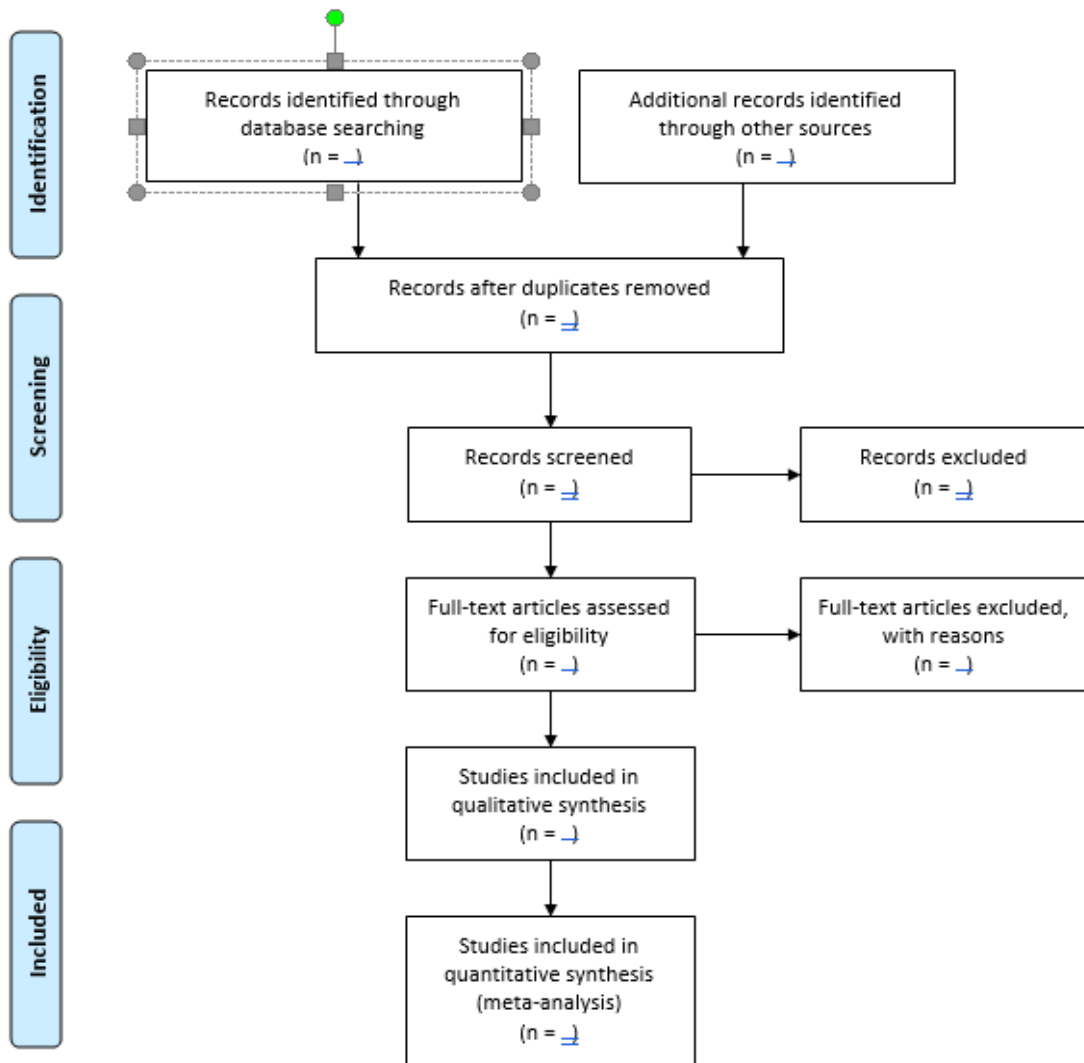 Identification
Records identified through
database searching
(n = )
Additional records identified
through other sources
(n = )
Records after duplicates removed
(n = )
Screening
Records screened
(n = )
Records excluded
(n = )
Eligibility
Full-text articles assessed
for eligibility
(n = )
Full-text articles excluded,
with reasons
(n = )
Studies included in
qualitative synthesis
(n = )
Included
Studies included in
quantitative synthesis
(meta-analysis)
(n = )